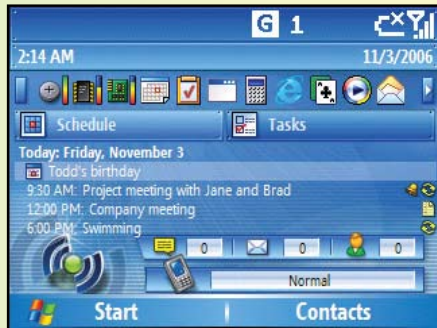 G 1
2:14 AM 11/3/2006
Schedule Tasks
Today: Friday, November 3
Todd's birthday
9:30 AM: Project meeting with Jane and Brad
12:00 PM: Company meeting
6:00 PM: Swimming
0 0 0
Normal
Start Contacts